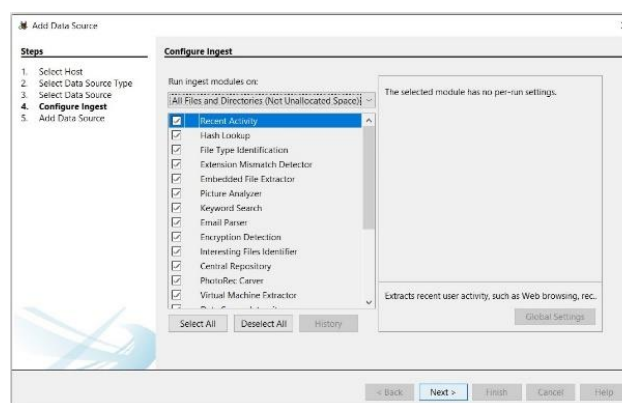 Add Data Source
Steps
1. Select Host
2. Select Data Source Type
3. Select Data Source
4. Configure Ingest
5. Add Data Source
Configure Ingest
Run ingest modules on:
All Files and Directories (Not Unallocated Space)
Recent Activity
Hash Lookup
File Type Identification
Extension Mismatch Detector
Embedded File Extractor
Picture Analyzer
Keyword Search
Email Parser
Encryption Detection
Interesting Files Identifier
Central Repository
PhotoRec Carver
Virtual Machine Extractor
Select All Deselect All History
The selected module has no per-run settings.
Extracts recent user activity, such as Web browsing, rec..
Global Settings
< Back Next > Finish Cancel Help